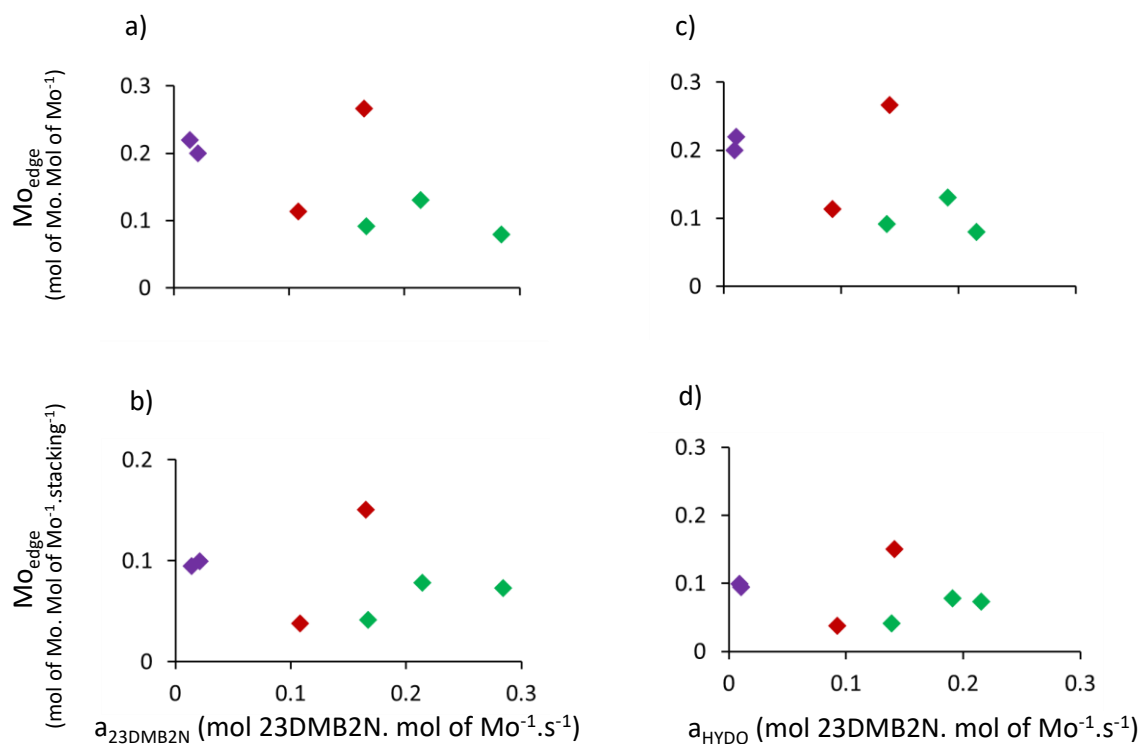 a)
0.3
0.2
0.1
0
Mo_edge
(mol of Mo. Mol of Mo⁻¹)
c)
0.3
0.2
0.1
0
b)
0.2
0.1
0
0 0.1 0.2 0.3
Mo_edge
(mol of Mo. Mol of Mo⁻¹.stacking⁻¹)
a_23DMB2N (mol 23DMB2N. mol of Mo⁻¹.s⁻¹)
d)
0.3
0.2
0.1
0
0 0.1 0.2 0.3
a_HYDO (mol 23DMB2N. mol of Mo⁻¹.s⁻¹)